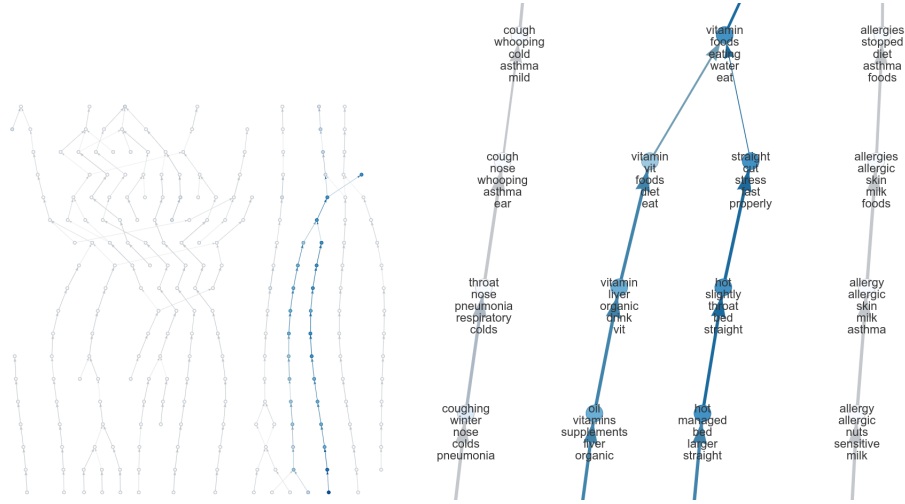 cough
whooping
cold
asthma
mild
vitamin
foods
eating
water
eat
allergies
stopped
diet
asthma
foods
cough
nose
whooping
asthma
ear
vitamin
vit
foods
diet
eat
straight
out
stress
fast
properly
allergies
allergic
skin
milk
foods
throat
nose
pneumonia
respiratory
colds
vitamin
liver
organic
drink
vit
hot
slightly
throat
bed
straight
allergy
allergic
skin
milk
asthma
coughing
winter
nose
colds
pneumonia
oil
vitamins
supplements
liver
organic
hot
managed
bed
larger
straight
allergy
allergic
nuts
sensitive
milk